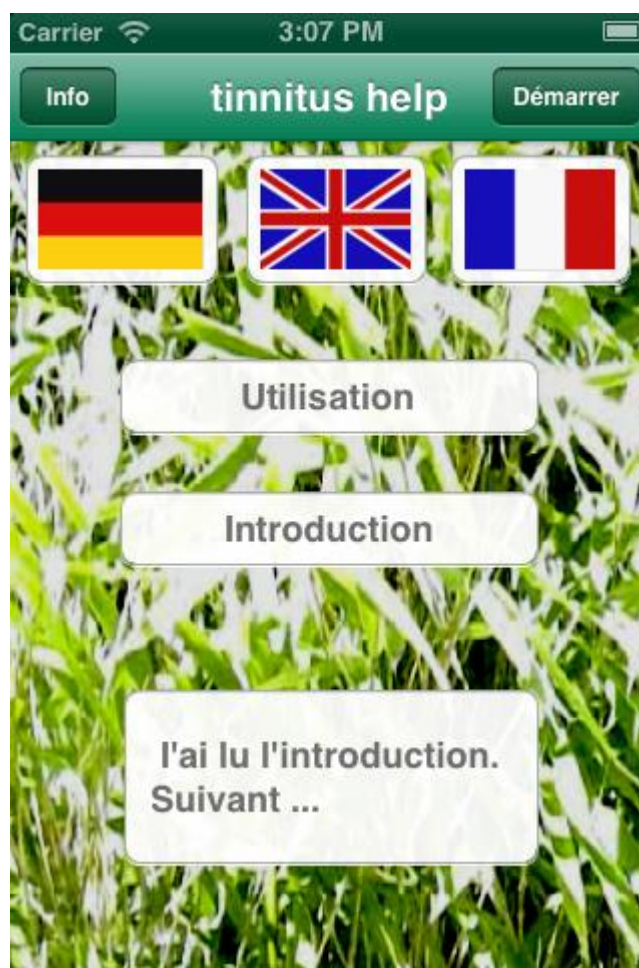 Carrier 3:07 PM
Info tinnitus help Démarrer
Utilisation
Introduction
I'ai lu l'introduction.
Suivant ...